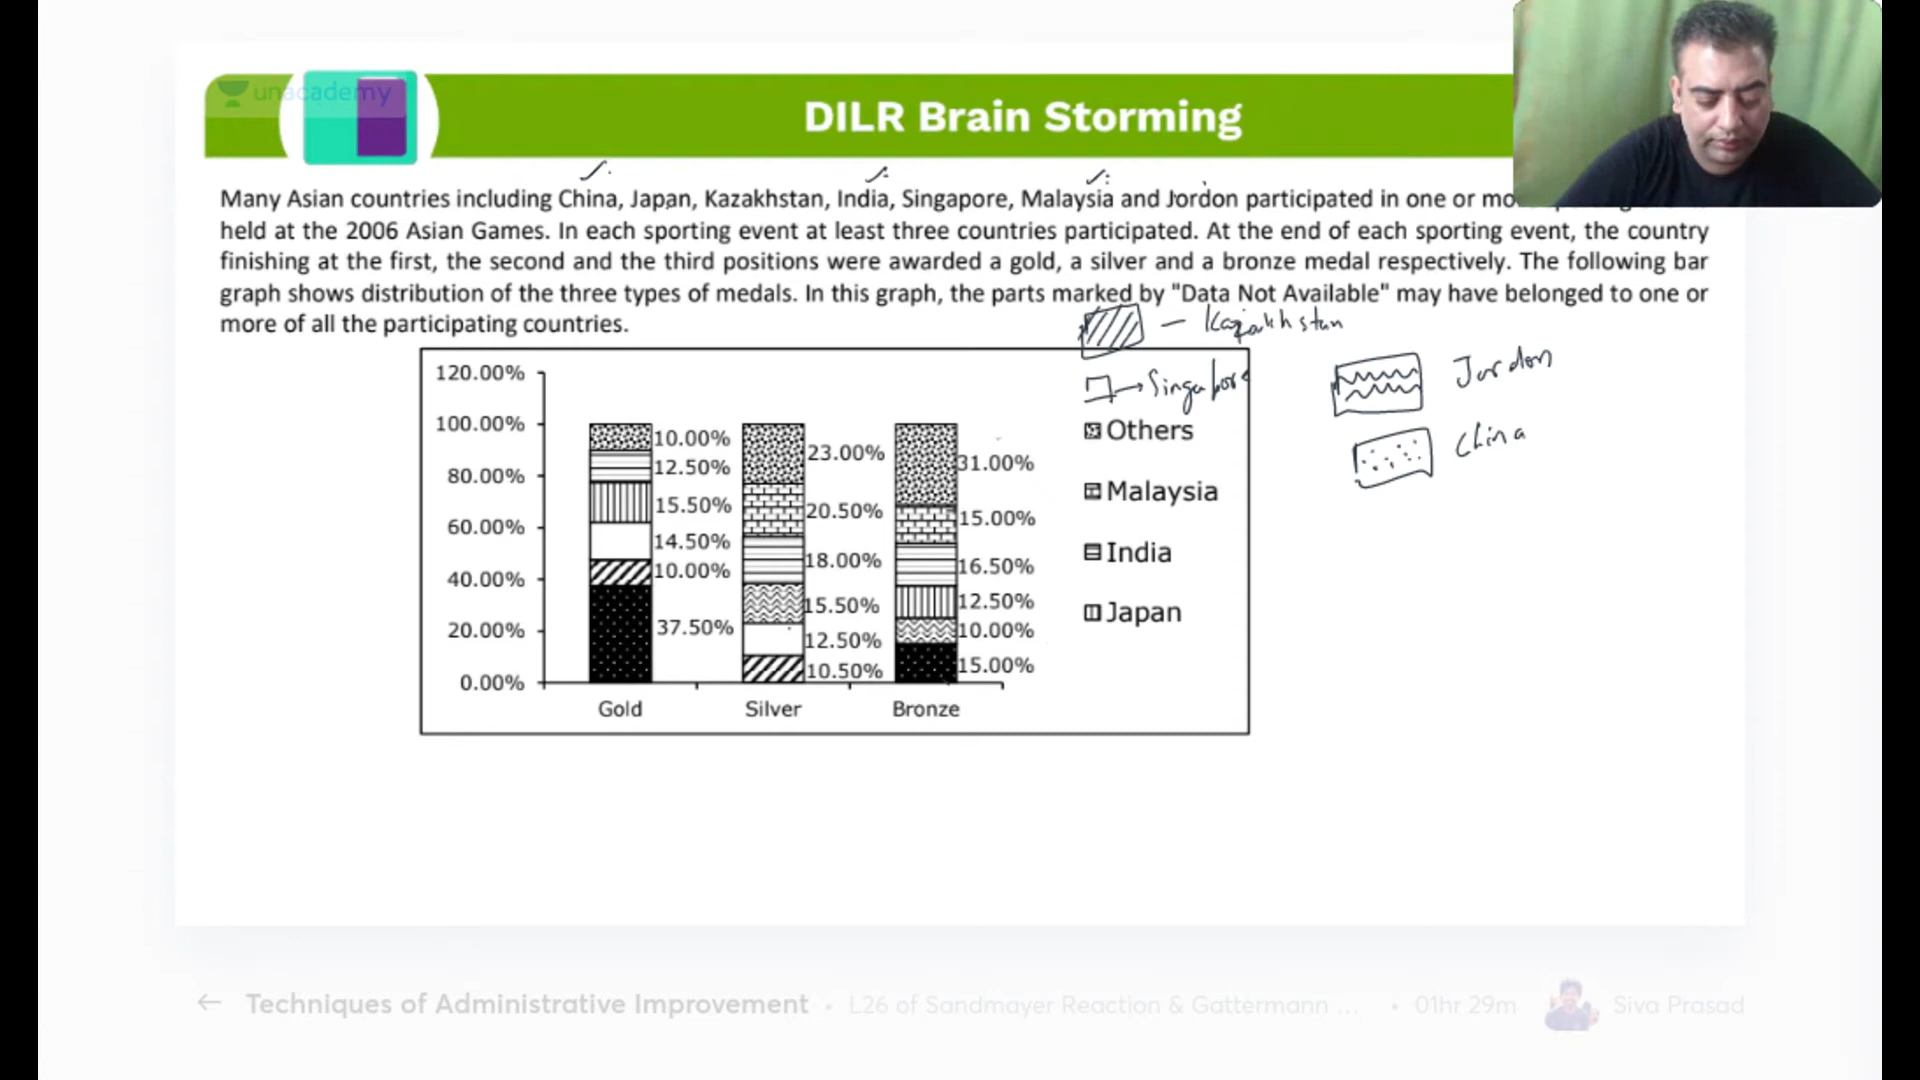 unacademy
DILR Brain Storming
Many Asian countries including China, Japan, Kazakhstan, India, Singapore, Malaysia and Jordon participated in one or
held at the 2006 Asian Games. In each sporting event at least three countries participated. At the end of each sporting event, the country
finishing at the first, the second and the third positions were awarded a gold, a silver and a bronze medal respectively. The following bar
graph shows distribution of the three types of medals. In this graph, the parts marked by "Data Not Available" may have belonged to one or
more of all the participating countries.
— Kazakhstan
→ Singapore
Jordon
China
120.00%
100.00%
80.00%
60.00%
40.00%
20.00%
0.00%
10.00%
12.50%
15.50%
14.50%
10.00%
37.50%
23.00%
20.50%
18.00%
15.50%
12.50%
10.50%
31.00%
15.00%
16.50%
12.50%
10.00%
15.00%
Others
Malaysia
India
Japan
Gold Silver Bronze
← Techniques of Administrative Improvement • L26 of Sandmayer Reaction & Gattermann ... • 01hr 29m Siva Prasad